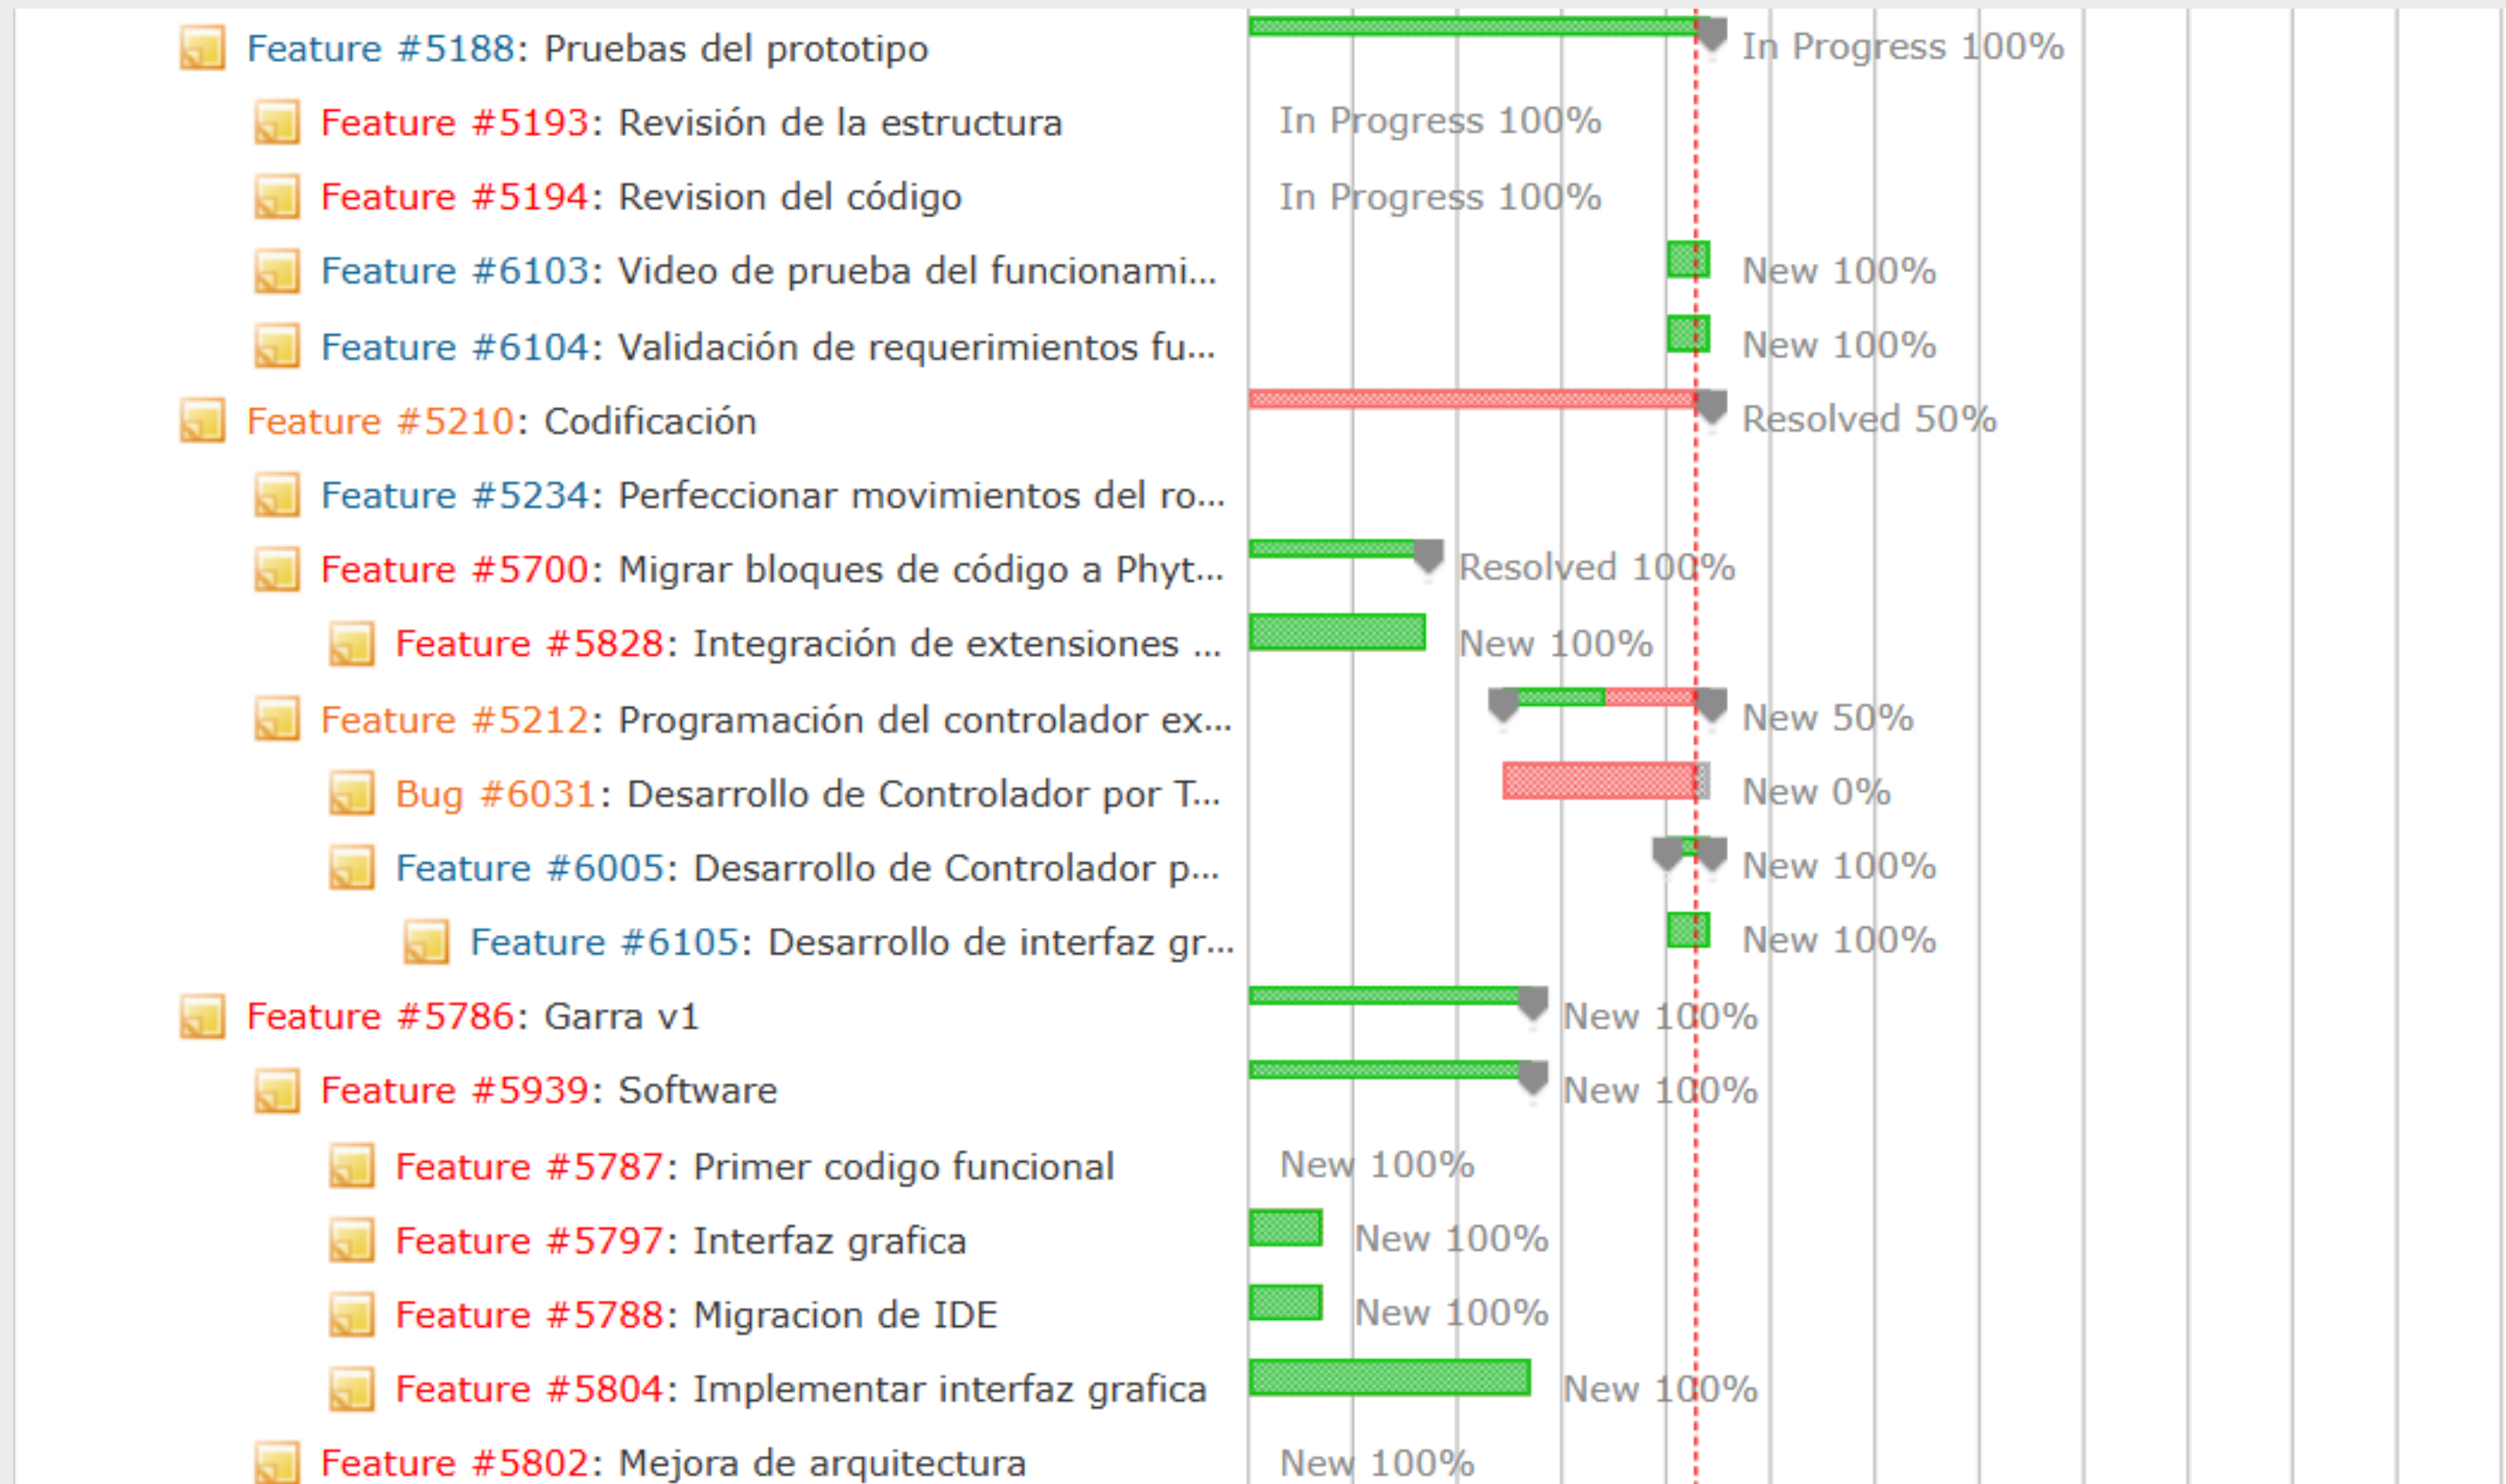 Feature #5188: Pruebas del prototipo In Progress 100%
Feature #5193: Revisión de la estructura In Progress 100%
Feature #5194: Revision del código In Progress 100%
Feature #6103: Video de prueba del funcionami... New 100%
Feature #6104: Validación de requerimientos fu... New 100%
Feature #5210: Codificación Resolved 50%
Feature #5234: Perfeccionar movimientos del ro...
Feature #5700: Migrar bloques de código a Phyt... Resolved 100%
Feature #5828: Integración de extensiones ... New 100%
Feature #5212: Programación del controlador ex... New 50%
Bug #6031: Desarrollo de Controlador por T... New 0%
Feature #6005: Desarrollo de Controlador p... New 100%
Feature #6105: Desarrollo de interfaz gr... New 100%
Feature #5786: Garra v1 New 100%
Feature #5939: Software New 100%
Feature #5787: Primer codigo funcional New 100%
Feature #5797: Interfaz grafica New 100%
Feature #5788: Migracion de IDE New 100%
Feature #5804: Implementar interfaz grafica New 100%
Feature #5802: Mejora de arquitectura New 100%